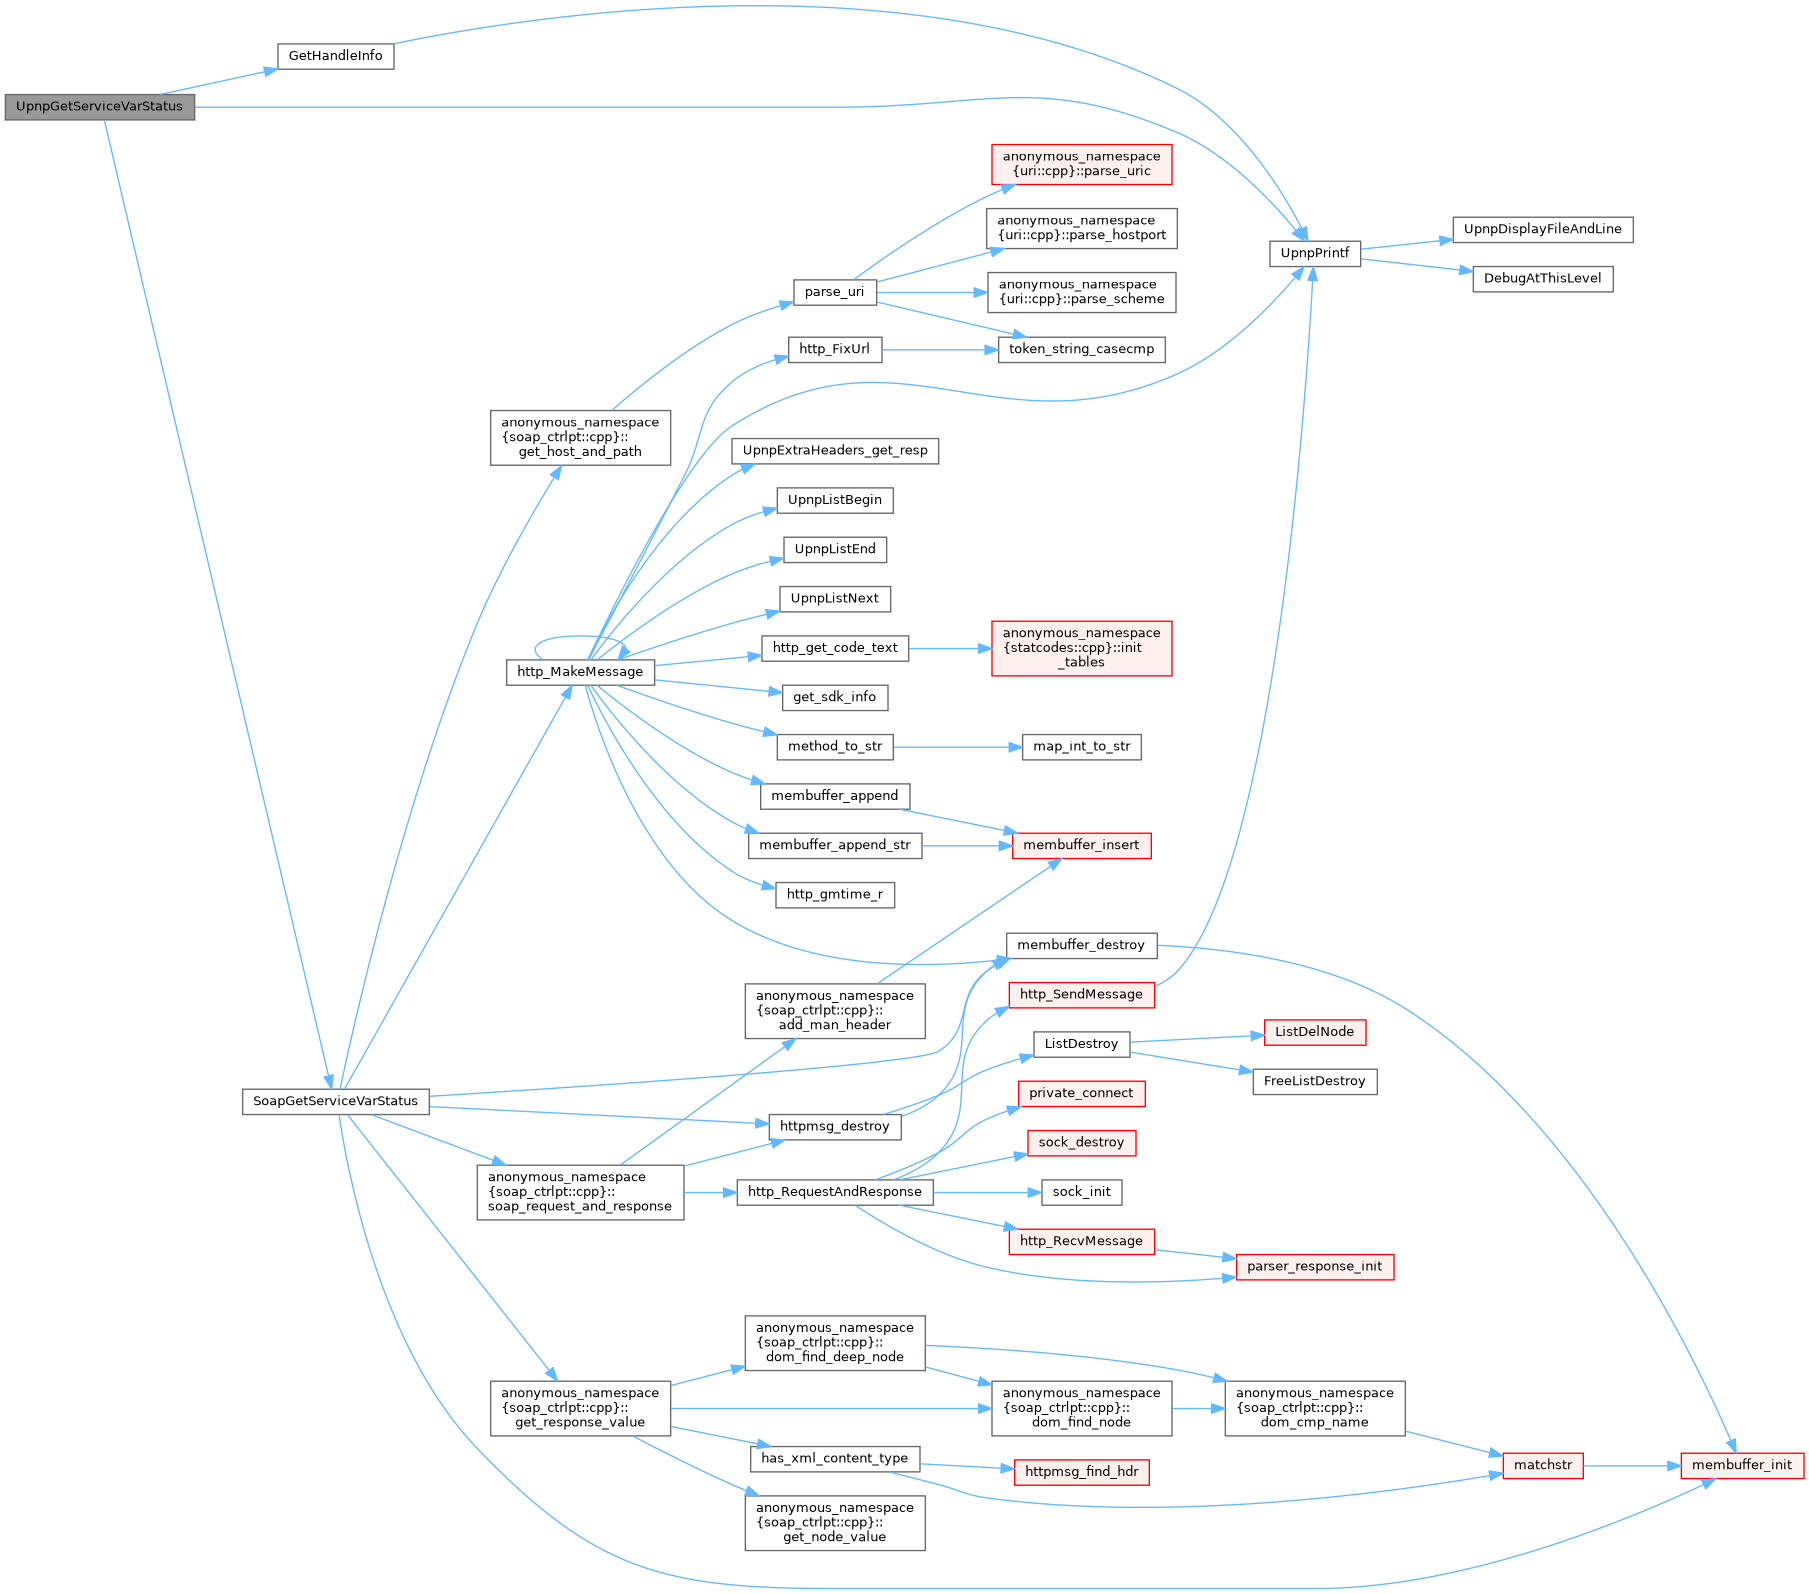 GetHandleInfo
UpnpGetServiceVarStatus
anonymous_namespace
{uri::cpp}::parse_uric
anonymous_namespace
{uri::cpp}::parse_hostport
UpnpDisplayFileAndLine
UpnpPrintf
DebugAtThisLevel
parse_uri
anonymous_namespace
{uri::cpp}::parse_scheme
http_FixUrl
token_string_casecmp
anonymous_namespace
{soap_ctrlpt::cpp}::
get_host_and_path
UpnpExtraHeaders_get_resp
UpnpListBegin
UpnpListEnd
UpnpListNext
http_get_code_text
anonymous_namespace
{statcodes::cpp}::init
_tables
http_MakeMessage
get_sdk_info
method_to_str
map_int_to_str
membuffer_append
membuffer_append_str
membuffer_insert
http_gmtime_r
membuffer_destroy
anonymous_namespace
{soap_ctrlpt::cpp}::
add_man_header
http_SendMessage
ListDelNode
ListDestroy
FreeListDestroy
private_connect
SoapGetServiceVarStatus
httpmsg_destroy
sock_destroy
anonymous_namespace
{soap_ctrlpt::cpp}::
soap_request_and_response
http_RequestAndResponse
sock_init
http_RecvMessage
parser_response_init
anonymous_namespace
{soap_ctrlpt::cpp}::
dom_find_deep_node
anonymous_namespace
{soap_ctrlpt::cpp}::
get_response_value
anonymous_namespace
{soap_ctrlpt::cpp}::
dom_find_node
anonymous_namespace
{soap_ctrlpt::cpp}::
dom_cmp_name
has_xml_content_type
httpmsg_find_hdr
matchstr
membuffer_init
anonymous_namespace
{soap_ctrlpt::cpp}::
get_node_value